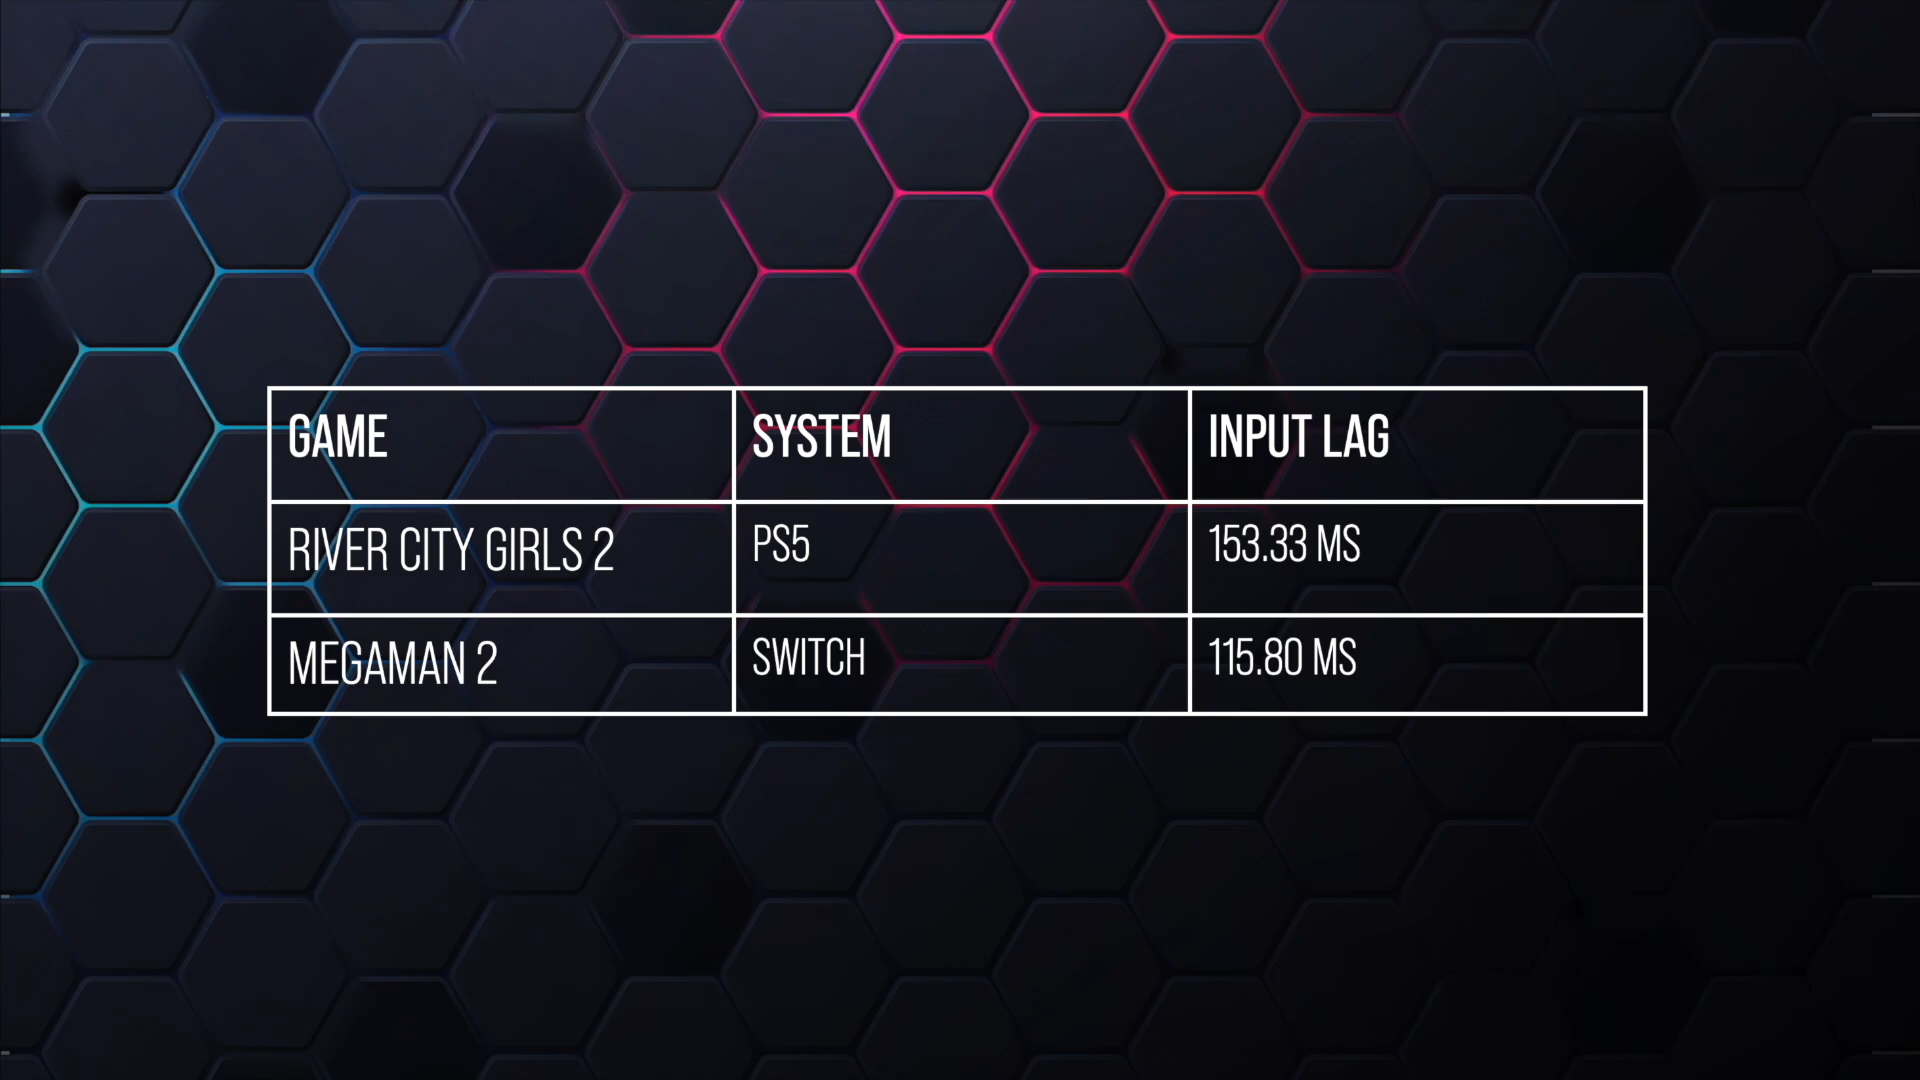 GAME SYSTEM INPUT LAG
RIVER CITY GIRLS 2 PS5 153.33 MS
MEGAMAN 2 SWITCH 115.80 MS